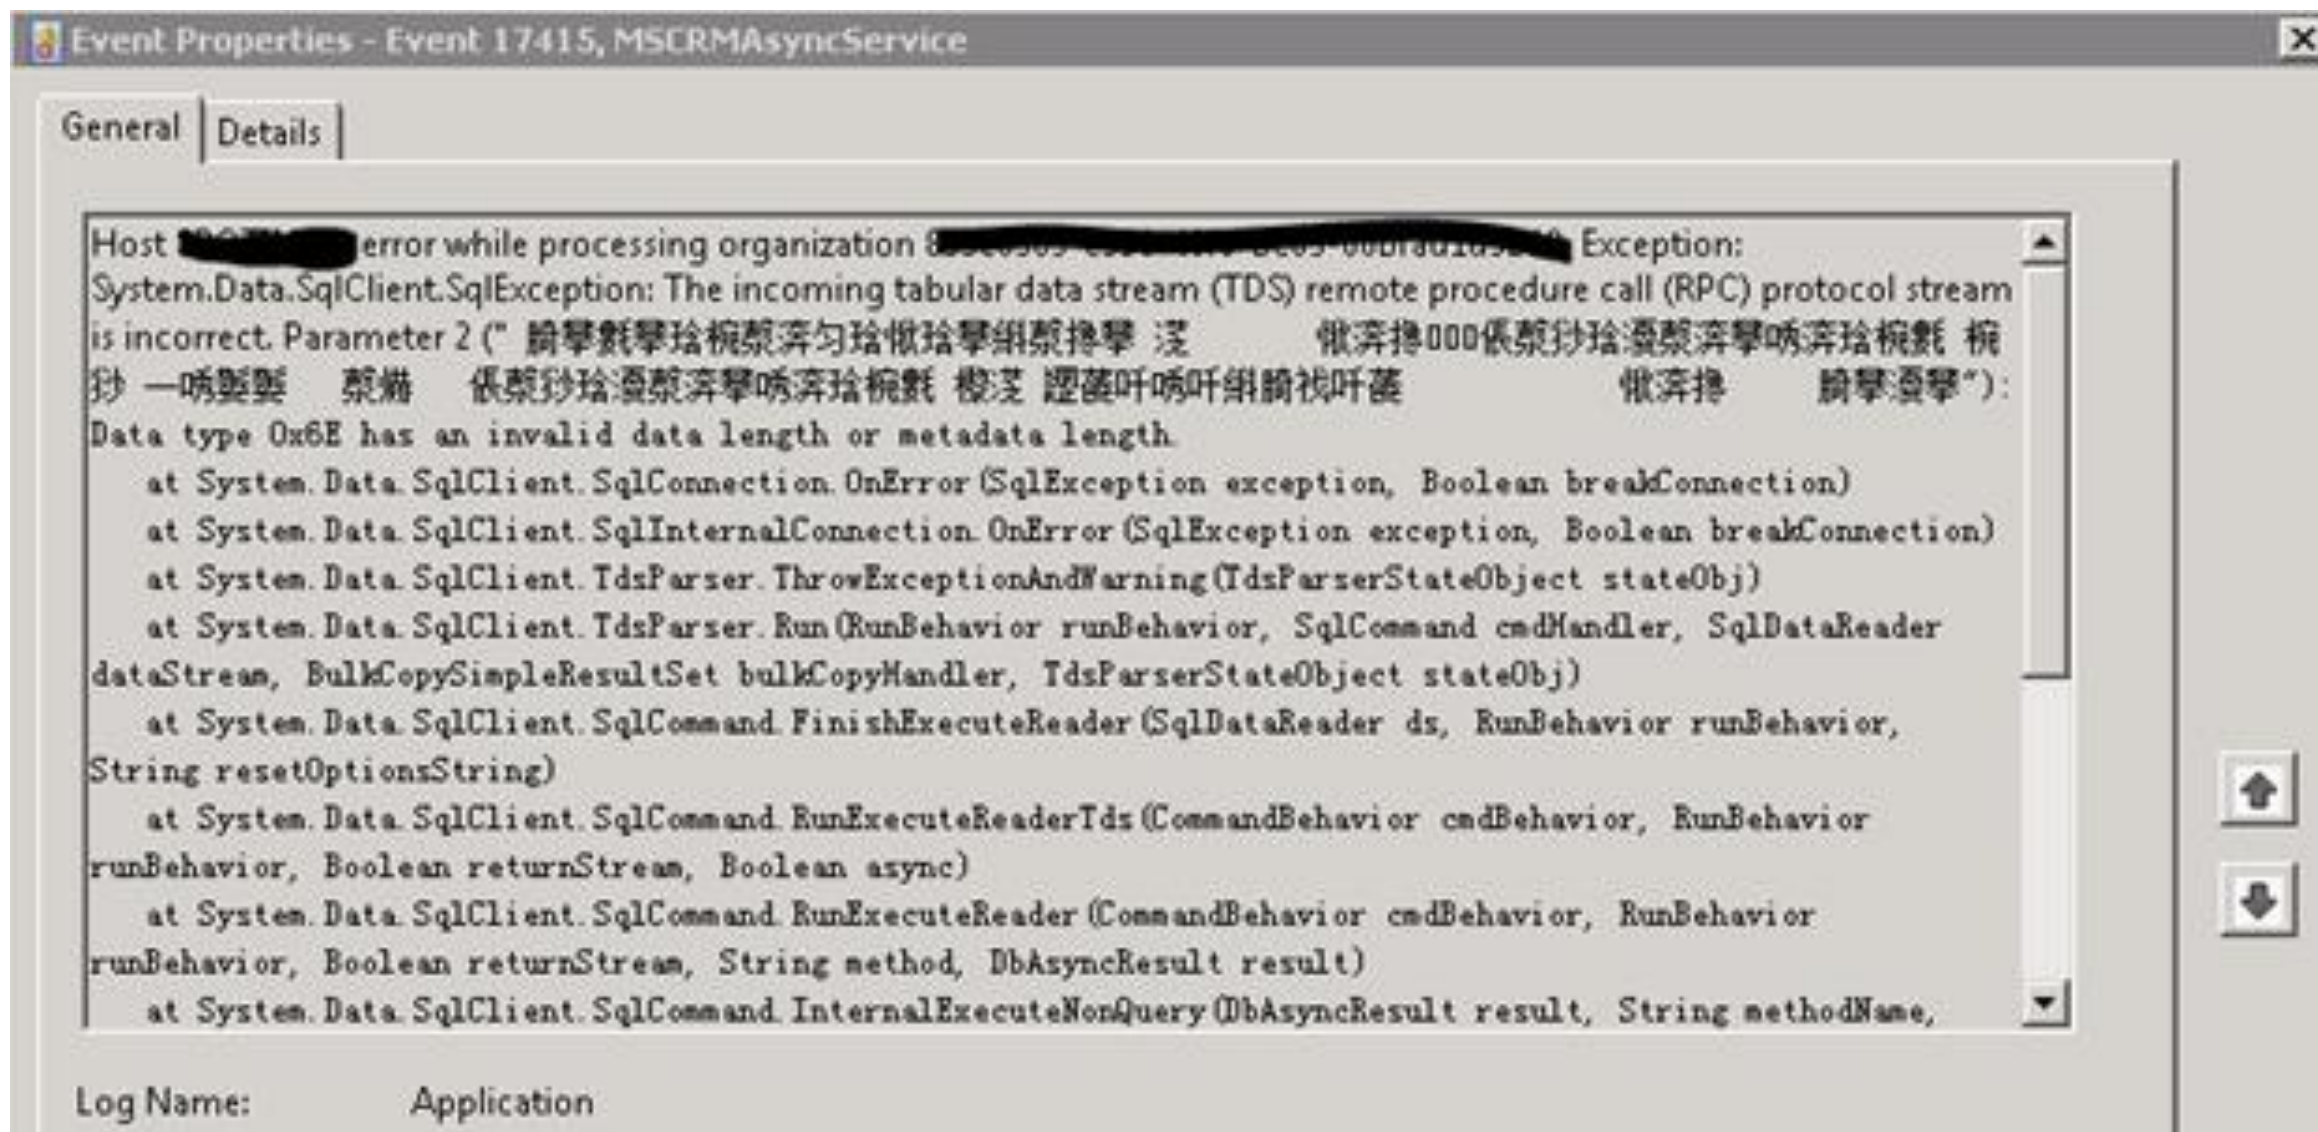 Event Properties - Event 17415, MSCRMAsyncService
General Details
Host error while processing organization Exception:
System.Data.SqlClient.SqlException: The incoming tabular data stream (TDS) remote procedure call (RPC) protocol stream
is incorrect. Parameter 2 ("
"):
Data type 0x6E has an invalid data length or metadata length.
at System.Data.SqlClient.SqlConnection.OnError(SqlException exception, Boolean breakConnection)
at System.Data.SqlClient.SqlInternalConnection.OnError(SqlException exception, Boolean breakConnection)
at System.Data.SqlClient.TdsParser.ThrowExceptionAndWarning(TdsParserStateObject stateObj)
at System.Data.SqlClient.TdsParser.Run(RunBehavior runBehavior, SqlCommand cmdHandler, SqlDataReader
dataStream, BulkCopySimpleResultSet bulkCopyHandler, TdsParserStateObject stateObj)
at System.Data.SqlClient.SqlCommand.FinishExecuteReader(SqlDataReader ds, RunBehavior runBehavior,
String resetOptionsString)
at System.Data.SqlClient.SqlCommand.RunExecuteReaderTds(CommandBehavior cmdBehavior, RunBehavior
runBehavior, Boolean returnStream, Boolean async)
at System.Data.SqlClient.SqlCommand.RunExecuteReader(CommandBehavior cmdBehavior, RunBehavior
runBehavior, Boolean returnStream, String method, DbAsyncResult result)
at System.Data.SqlClient.SqlCommand.InternalExecuteNonQuery(DbAsyncResult result, String methodName,
Log Name: Application